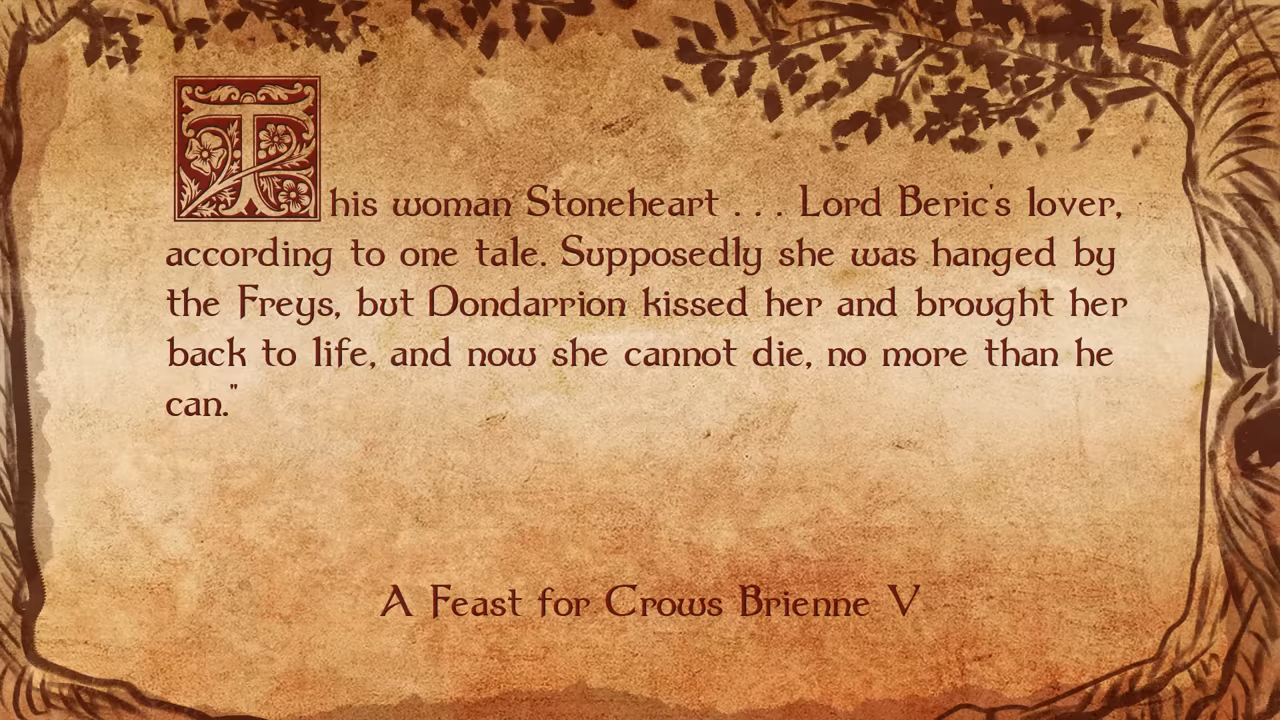 This woman Stoneheart . . . Lord Beric's lover,
according to one tale. Supposedly she was hanged by
the Freys, but Dondarrion kissed her and brought her
back to life, and now she cannot die, no more than he
can."
A Feast for Crows Brienne V